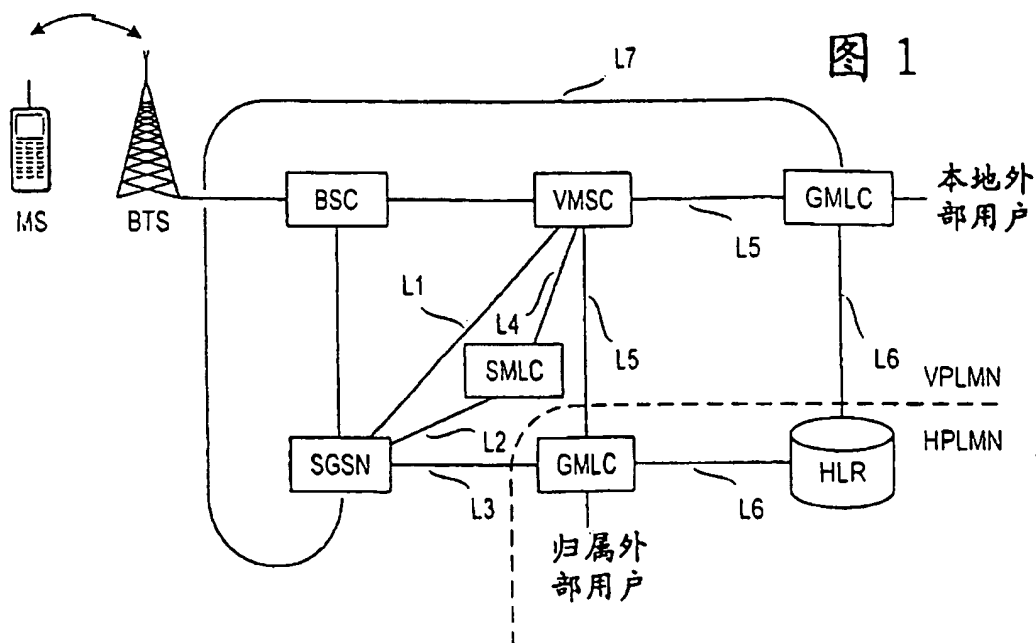 图 1
L7
MS
BTS
BSC
VMSC
GMLC
本地外
部用户
L5
L1
L4
L5
L6
SMLC
VPLMN
HPLMN
L2
SGSN
L3
GMLC
L6
HLR
归属外
部用户